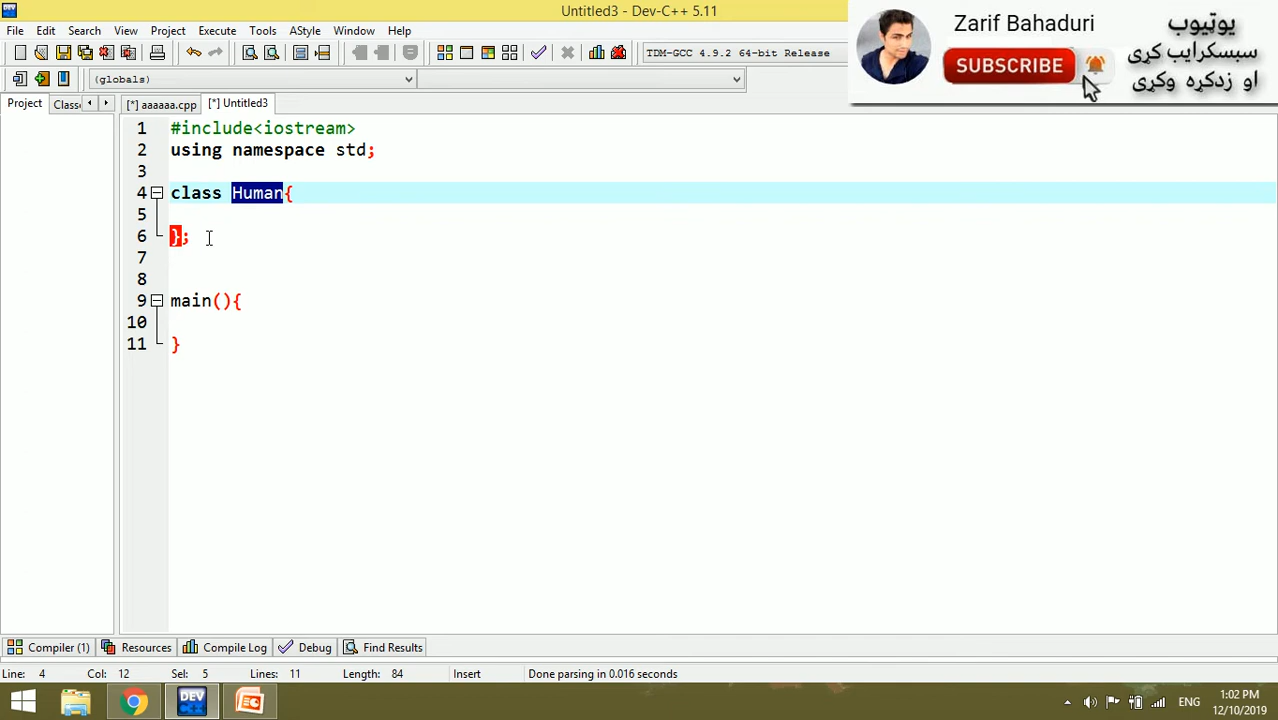 Untitled3 - Dev-C++ 5.11
File Edit Search View Project Execute Tools AStyle Window Help
TDM-GCC 4.9.2 64-bit Release
(globals)
Project Classe [*] aaaaaa.cpp [*] Untitled3
1 #include<iostream>
2 using namespace std;
3
4 class Human{
5
6 };
7
8
9 main(){
10
11 }
Zarif Bahaduri
SUBSCRIBE
یوټیوب
سبسکرایب کړی
او زدکړه وکړی
Compiler (1) Resources Compile Log Debug Find Results
Line: 4 Col: 12 Sel: 5 Lines: 11 Length: 84 Insert Done parsing in 0.016 seconds
DEV C++
ENG
1:02 PM
12/10/2019